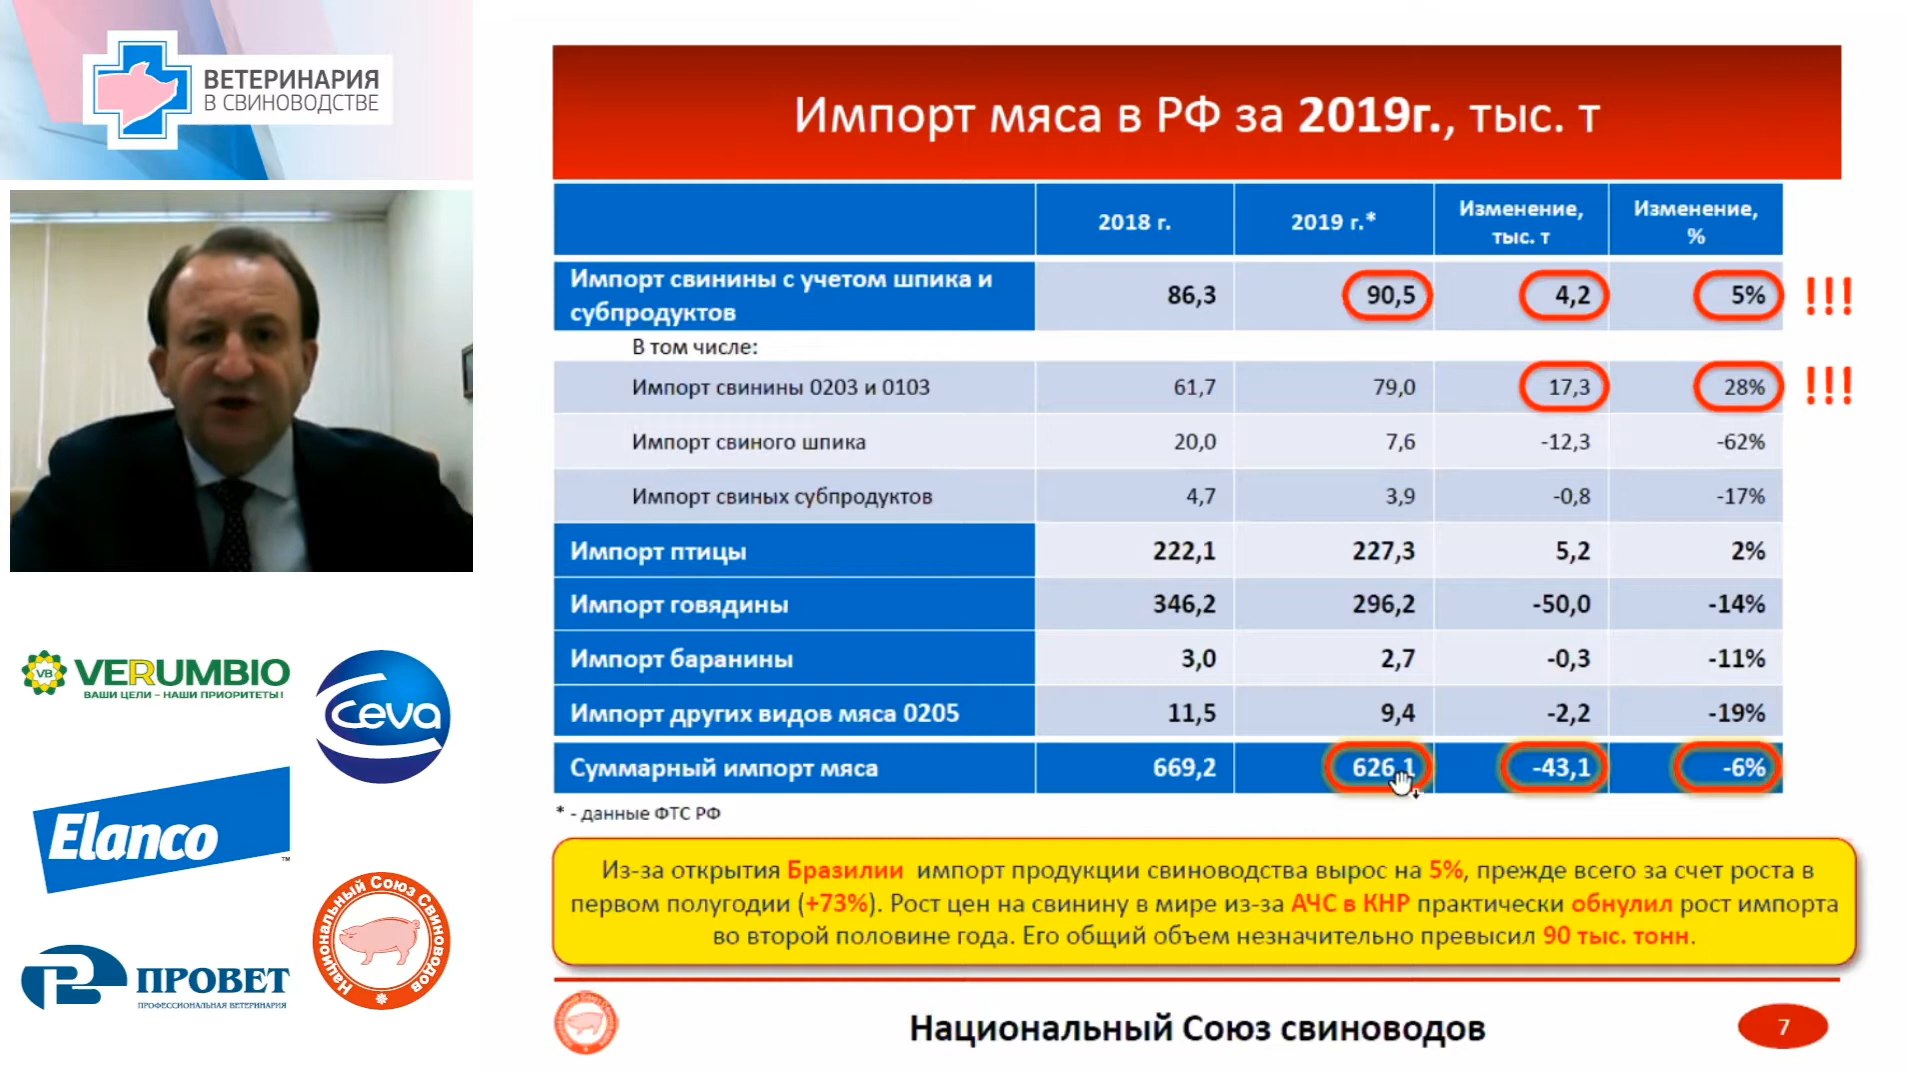 ВЕТЕРИНАРИЯ
В СВИНОВОДСТВЕ
Импорт мяса в РФ за 2019г., тыс. т
2018 г. 2019 г.* Изменение, тыс. т Изменение, %
Импорт свинины с учетом шпика и субпродуктов 86,3 90,5 4,2 5% !!!
В том числе:
Импорт свинины 0203 и 0103 61,7 79,0 17,3 28% !!!
Импорт свиного шпика 20,0 7,6 -12,3 -62%
Импорт свиных субпродуктов 4,7 3,9 -0,8 -17%
Импорт птицы 222,1 227,3 5,2 2%
Импорт говядины 346,2 296,2 -50,0 -14%
Импорт баранины 3,0 2,7 -0,3 -11%
Импорт других видов мяса 0205 11,5 9,4 -2,2 -19%
Суммарный импорт мяса 669,2 626,1 -43,1 -6%
* - данные ФТС РФ
Из-за открытия Бразилии импорт продукции свиноводства вырос на 5%, прежде всего за счет роста в
первом полугодии (+73%). Рост цен на свинину в мире из-за АЧС в КНР практически обнулил рост импорта
во второй половине года. Его общий объем незначительно превысил 90 тыс. тонн.
Национальный Союз свиноводов
7
VB VERUMBIO
ВАШИ ЦЕЛИ – НАШИ ПРИОРИТЕТЫ!
Ceva
Elanco™
Национальный Союз Свиноводов
ПРОВЕТ
ПРОФЕССИОНАЛЬНАЯ ВЕТЕРИНАРИЯ